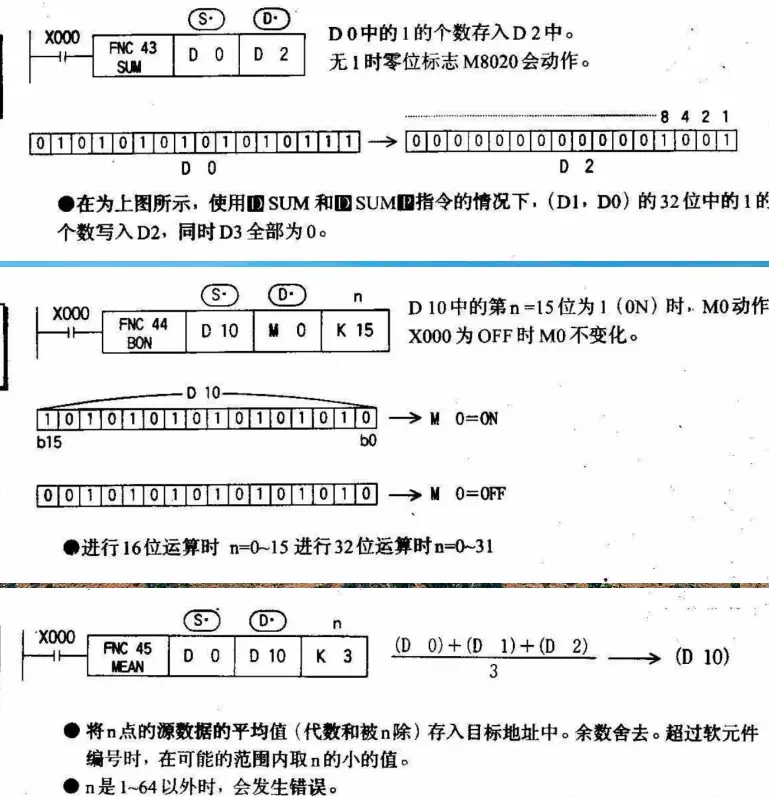 S· D·
X000
FNC 43 SUM D 0 D 2
D 0中的1的个数存入D 2中。
无1时零位标志M8020会动作。
8 4 2 1
0 1 0 1 0 1 0 1 0 1 0 1 0 1 1 1 → 0 0 0 0 0 0 0 0 0 0 0 0 1 0 0 1
D 0 D 2
●在为上图所示，使用D SUM 和D SUMP指令的情况下，(D1，D0) 的32位中的1的
个数写入D2，同时D3全部为0。
S· D· n
X000
FNC 44 BON D 10 M 0 K 15
D 10中的第n=15位为1（0N）时，M0动作
X000为OFF时M0不变化。
D 10
1 0 1 0 1 0 1 0 1 0 1 0 1 0 1 0 → M 0=ON
b15 b0
0 0 1 0 1 0 1 0 1 0 1 0 1 0 1 0 → M 0=OFF
●进行16位运算时 n=0~15 进行32位运算时n=0~31
S· D· n
X000
FNC 45 MEAN D 0 D 10 K 3
(D 0)+(D 1)+(D 2)
3
→ (D 10)
● 将n点的源数据的平均值（代数和被n除）存入目标地址中。余数舍去。超过软元件
编号时，在可能的范围内取n的小的值。
● n是1~64以外时，会发生错误。